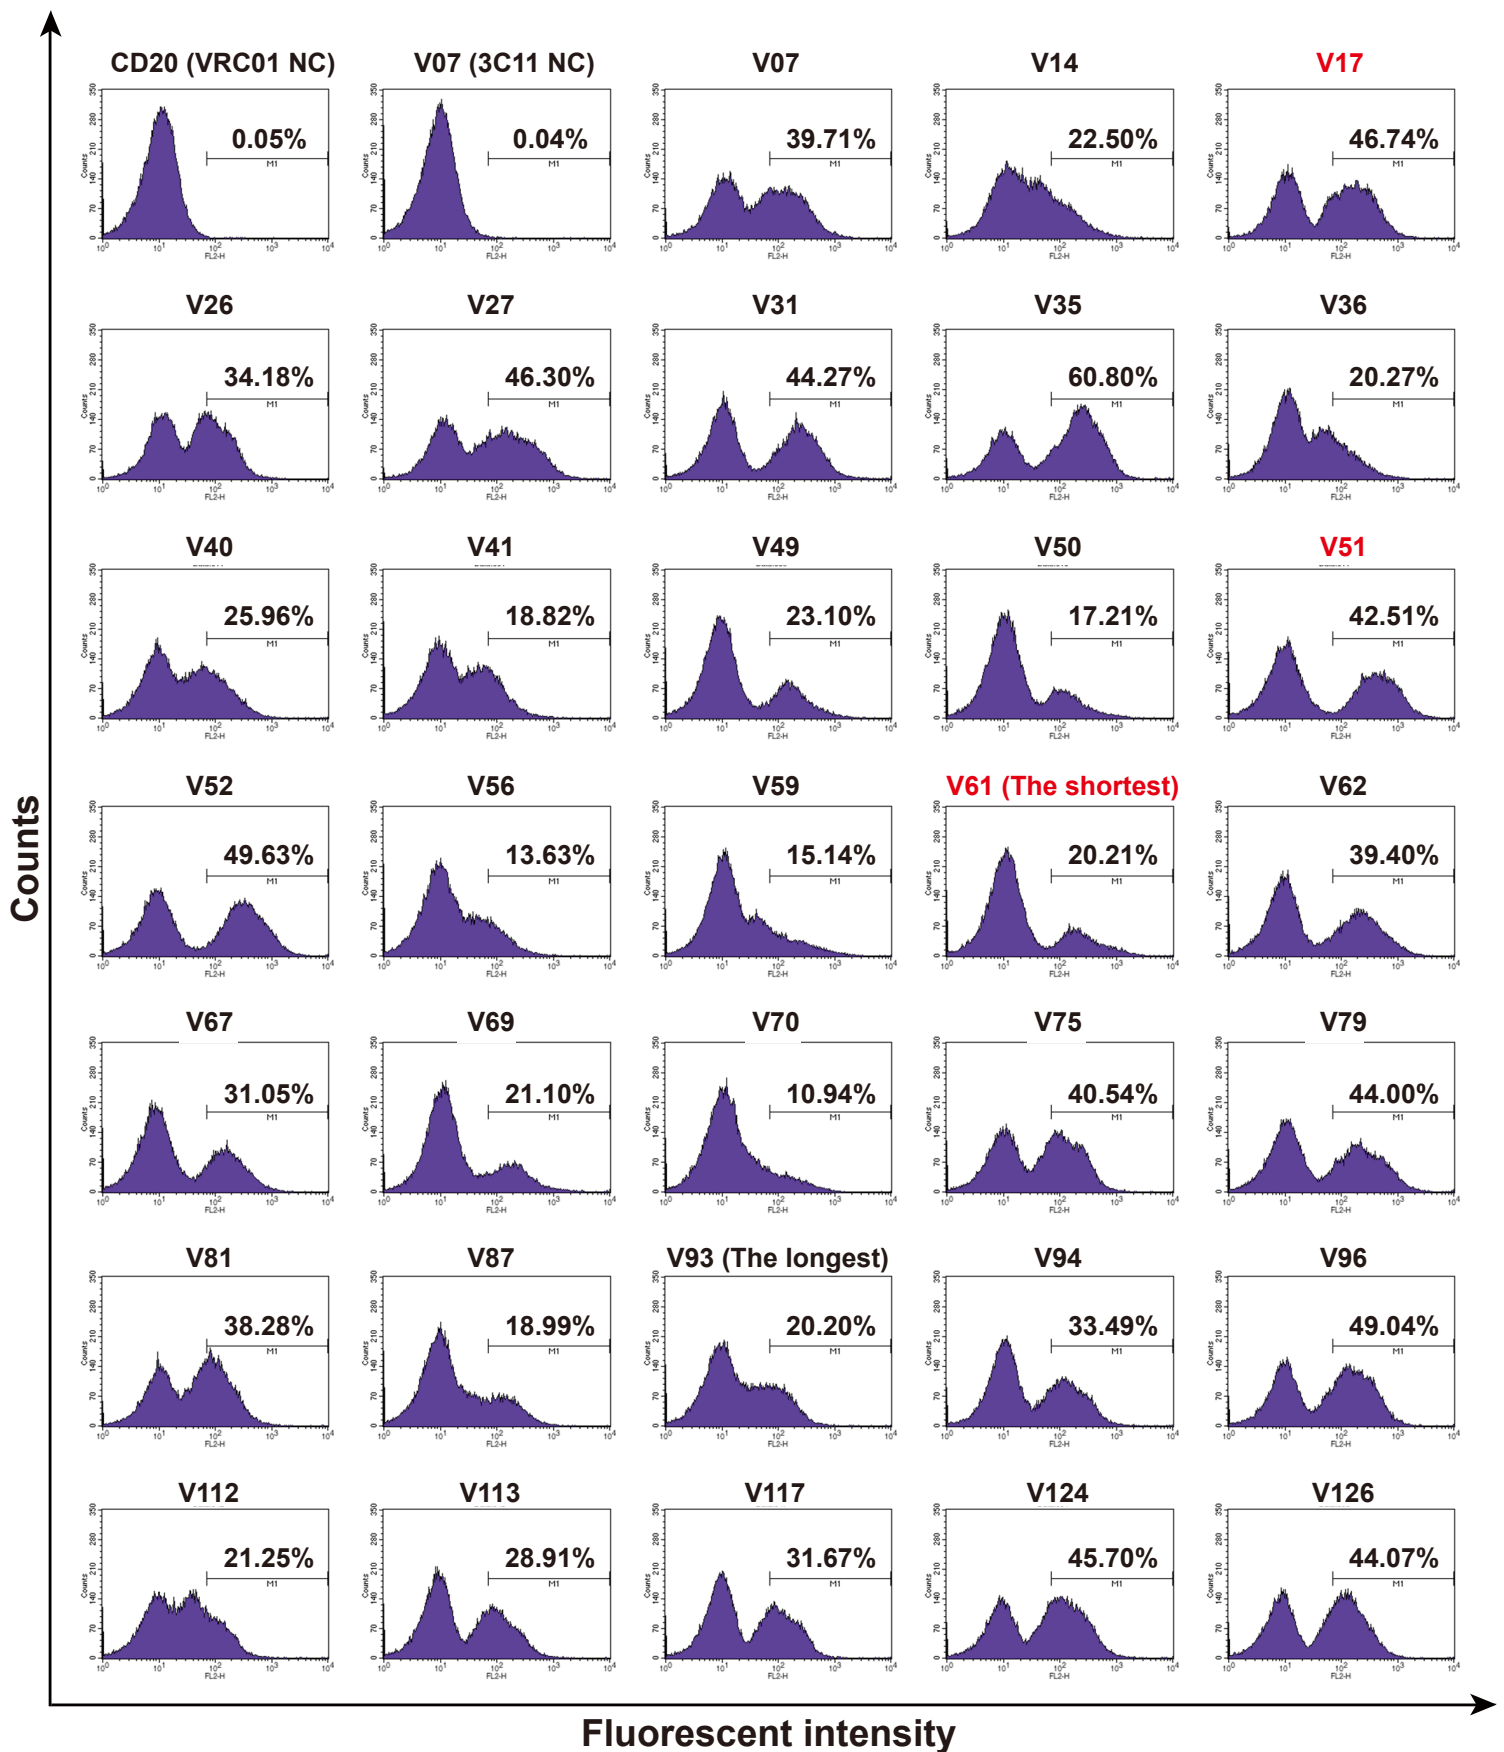 CD20 (VRC01 NC) V07 (3C11 NC) V07 V14 V17
0.05% 0.04% 39.71% 22.50% 46.74%
V26 V27 V31 V35 V36
34.18% 46.30% 44.27% 60.80% 20.27%
V40 V41 V49 V50 V51
25.96% 18.82% 23.10% 17.21% 42.51%
V52 V56 V59 V61 (The shortest) V62
49.63% 13.63% 15.14% 20.21% 39.40%
V67 V69 V70 V75 V79
31.05% 21.10% 10.94% 40.54% 44.00%
V81 V87 V93 (The longest) V94 V96
38.28% 18.99% 20.20% 33.49% 49.04%
V112 V113 V117 V124 V126
21.25% 28.91% 31.67% 45.70% 44.07%
Counts
Fluorescent intensity